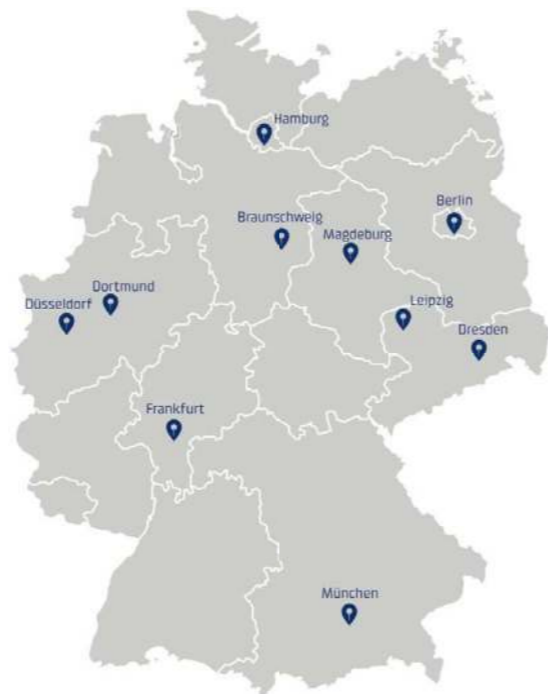 Hamburg
Berlin
Braunschweig
Magdeburg
Dortmund
Düsseldorf
Leipzig
Dresden
Frankfurt
München